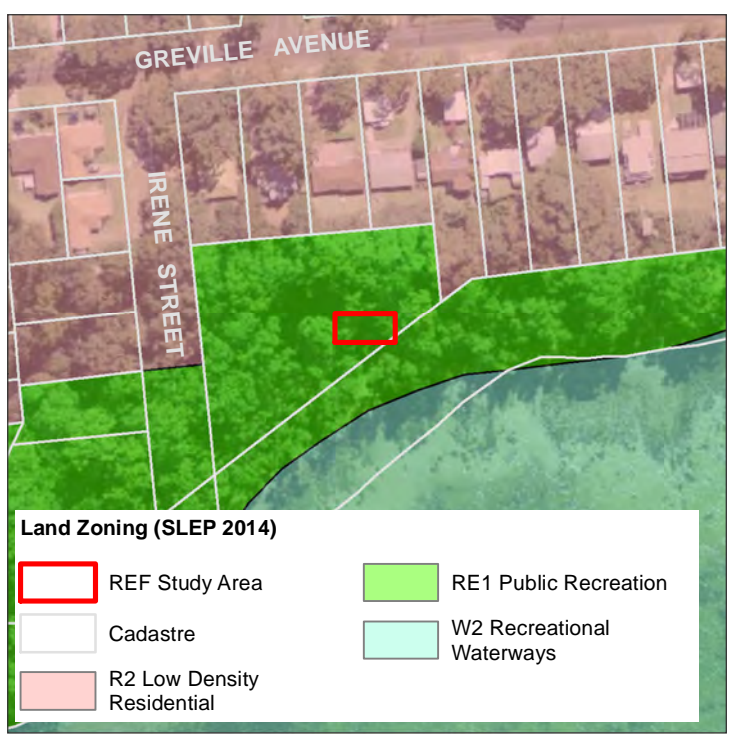 GREVILLE AVENUE
IRENE STREET
Land Zoning (SLEP 2014)
REF Study Area
Cadastre
R2 Low Density
Residential
RE1 Public Recreation
W2 Recreational
Waterways